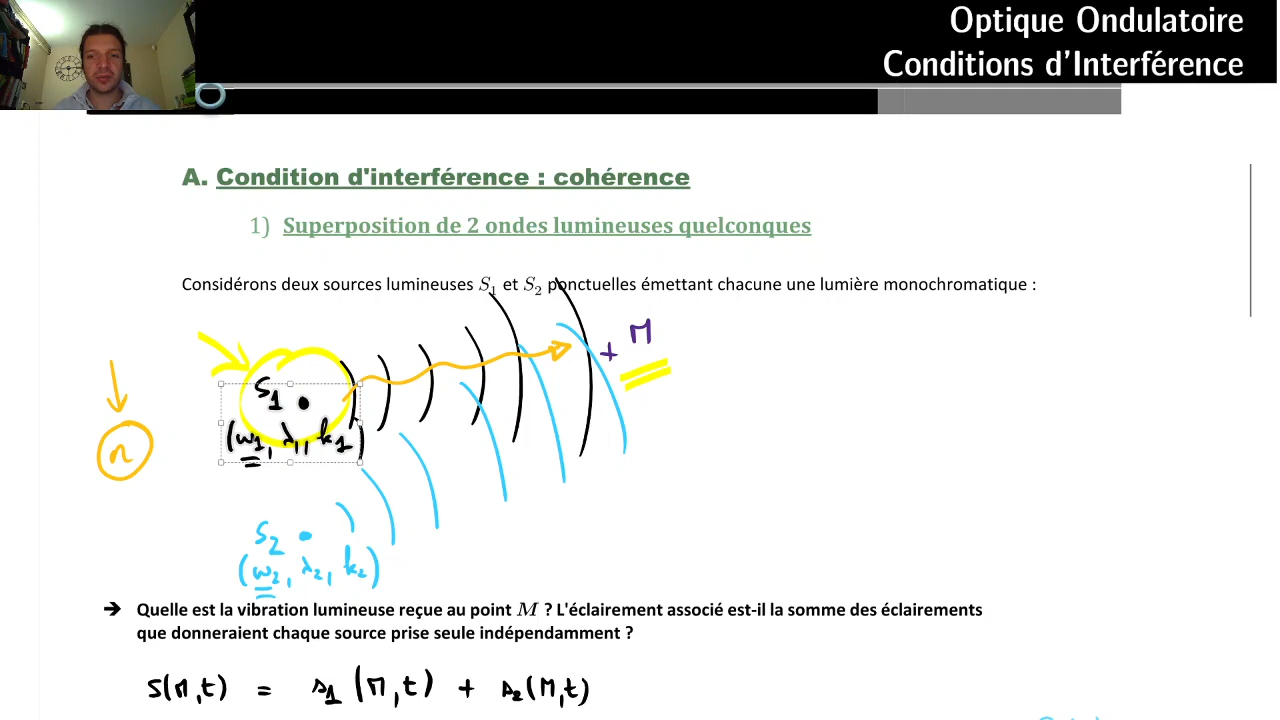 Optique Ondulatoire
Conditions d'Interférence
A. Condition d'interférence : cohérence
1) Superposition de 2 ondes lumineuses quelconques
Considérons deux sources lumineuses S₁ et S₂ ponctuelles émettant chacune une lumière monochromatique :
+ M
S₁ •
(ω₁, λ₁, k₁)
n
S₂ •
(ω₂, λ₂, k₂)
➔ Quelle est la vibration lumineuse reçue au point M ? L'éclairement associé est-il la somme des éclairements
que donneraient chaque source prise seule indépendamment ?
S(M,t) = s₁ (M,t) + s₂(M,t)